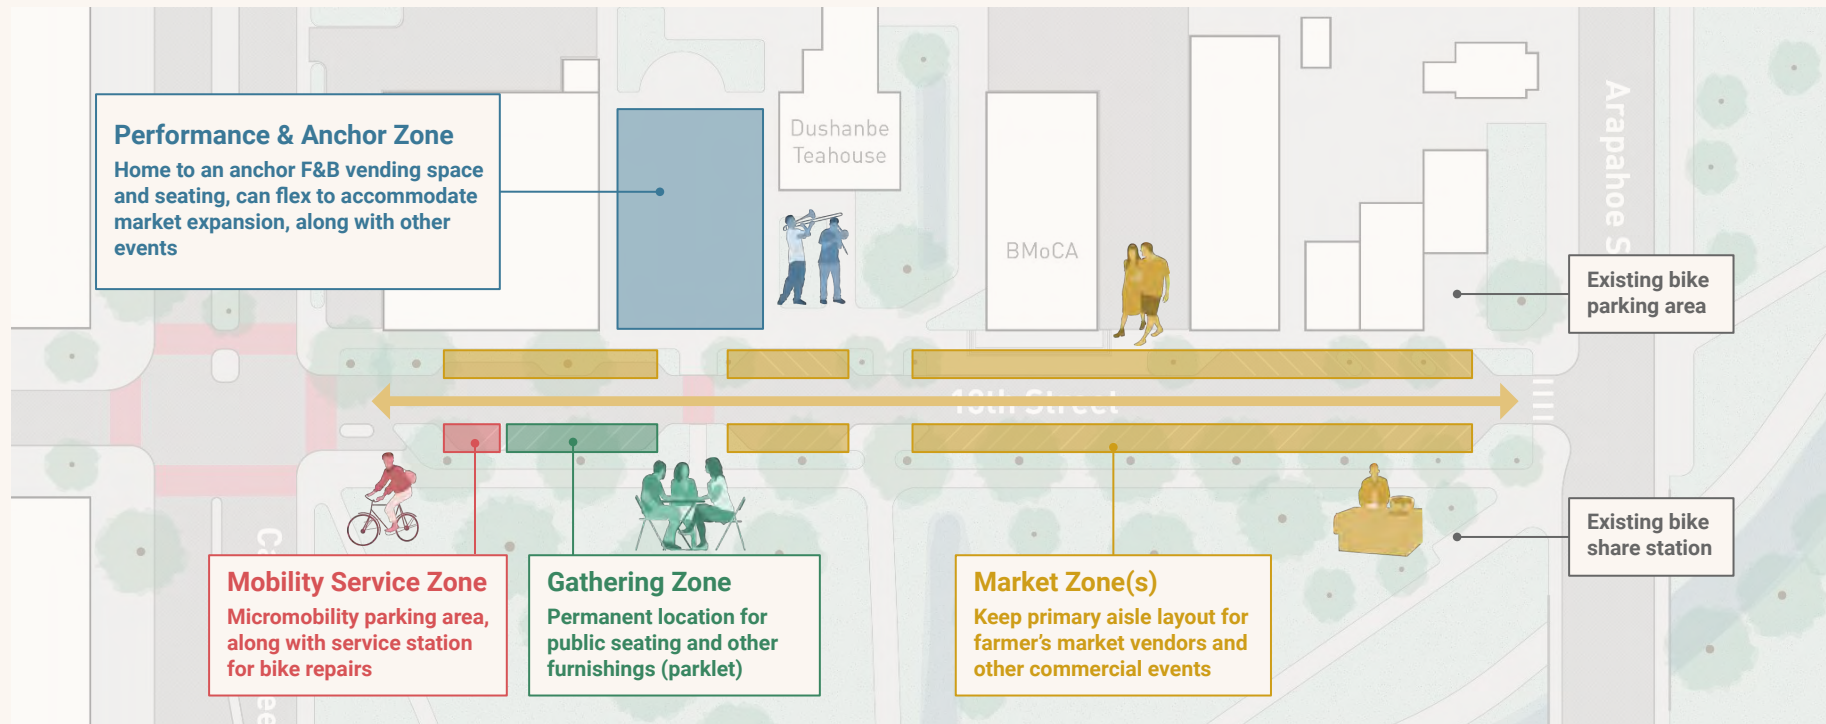 Performance & Anchor Zone
Home to an anchor F&B vending space
and seating, can flex to accommodate
market expansion, along with other
events
Dushanbe
Teahouse
BMoCA
Arapahoe S
Existing bike
parking area
13th Street
Existing bike
share station
Mobility Service Zone
Micromobility parking area,
along with service station
for bike repairs
Gathering Zone
Permanent location for
public seating and other
furnishings (parklet)
Market Zone(s)
Keep primary aisle layout for
farmer’s market vendors and
other commercial events